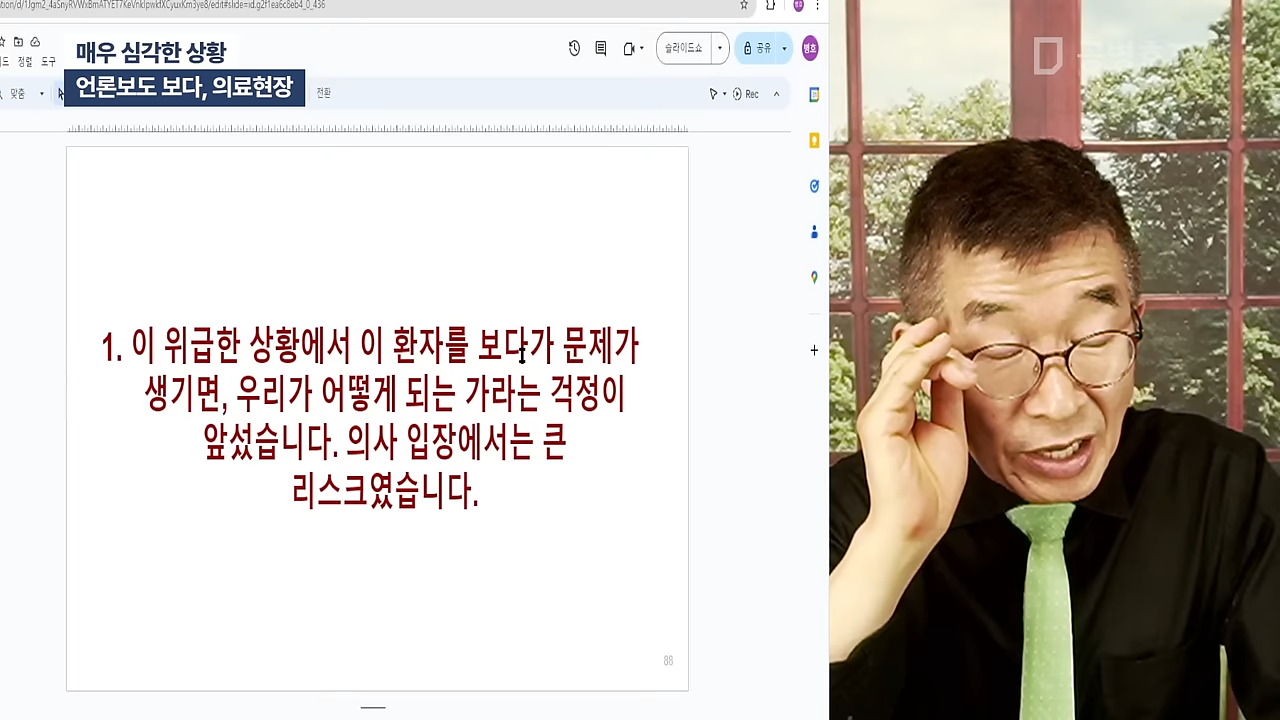 매우 심각한 상황
언론보도 보다, 의료현장
정렬 도구
슬라이드쇼
공유
병호
맞춤
전환
Rec
1. 이 위급한 상황에서 이 환자를 보다가 문제가
생기면, 우리가 어떻게 되는 가라는 걱정이
앞섰습니다. 의사 입장에서는 큰
리스크였습니다.
88